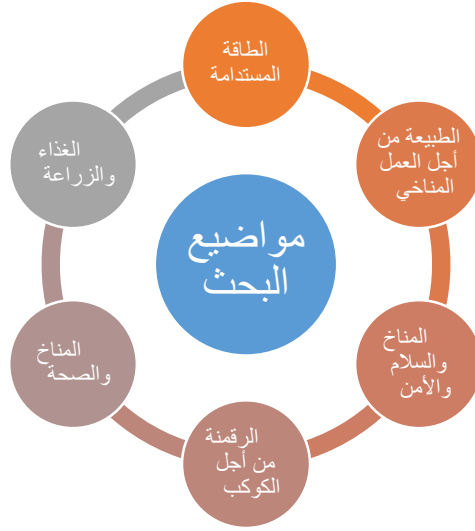 الطاقة
المستدامة
الطبيعة من
أجل العمل
المناخي
المناخ
والسلام
والأمن
الرقمنة
من أجل
الكوكب
المناخ
والصحة
الغذاء
والزراعة
مواضيع
البحث